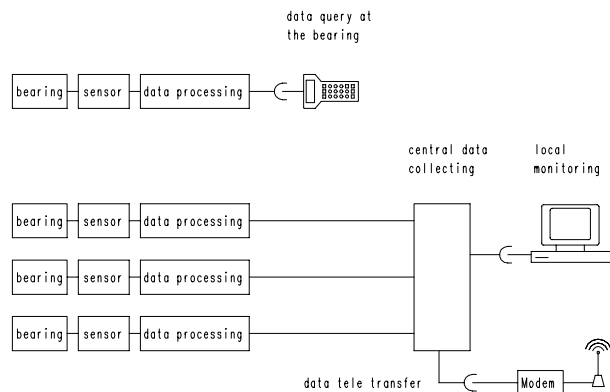 data query at
the bearing
bearing sensor data processing
central data
collecting
local
monitoring
bearing sensor data processing
bearing sensor data processing
bearing sensor data processing
data tele transfer
Modem